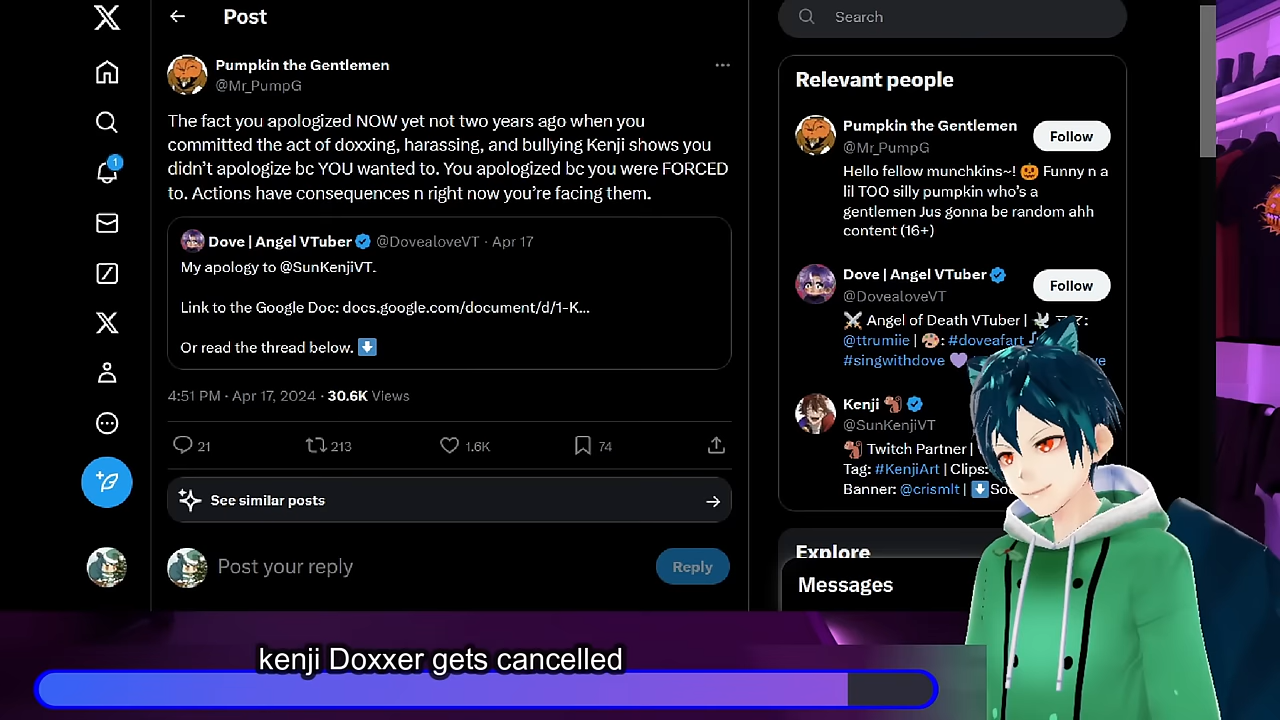 Post
Search
Pumpkin the Gentlemen
@Mr_PumpG
The fact you apologized NOW yet not two years ago when you
committed the act of doxxing, harassing, and bullying Kenji shows you
didn't apologize bc YOU wanted to. You apologized bc you were FORCED
to. Actions have consequences n right now you're facing them.
Dove | Angel VTuber @DovealoveVT · Apr 17
My apology to @SunKenjiVT.
Link to the Google Doc: docs.google.com/document/d/1-K...
Or read the thread below. ⬇️
4:51 PM · Apr 17, 2024 · 30.6K Views
21 213 1.6K 74
See similar posts
Post your reply
Reply
1
Relevant people
Pumpkin the Gentlemen
@Mr_PumpG
Follow
Hello fellow munchkins~! 🎃 Funny n a
lil TOO silly pumpkin who's a
gentlemen Jus gonna be random ahh
content (16+)
Dove | Angel VTuber
@DovealoveVT
Follow
⚔️ Angel of Death VTuber | 🕊️
@ttrumiie | 🎨: #doveafart
#singwithdove 💜
Kenji 🐿️
@SunKenjiVT
🐿️ Twitch Partner |
Tag: #KenjiArt | Clips:
Banner: @crismlt | ⬇️
Explore
Messages
kenji Doxxer gets cancelled